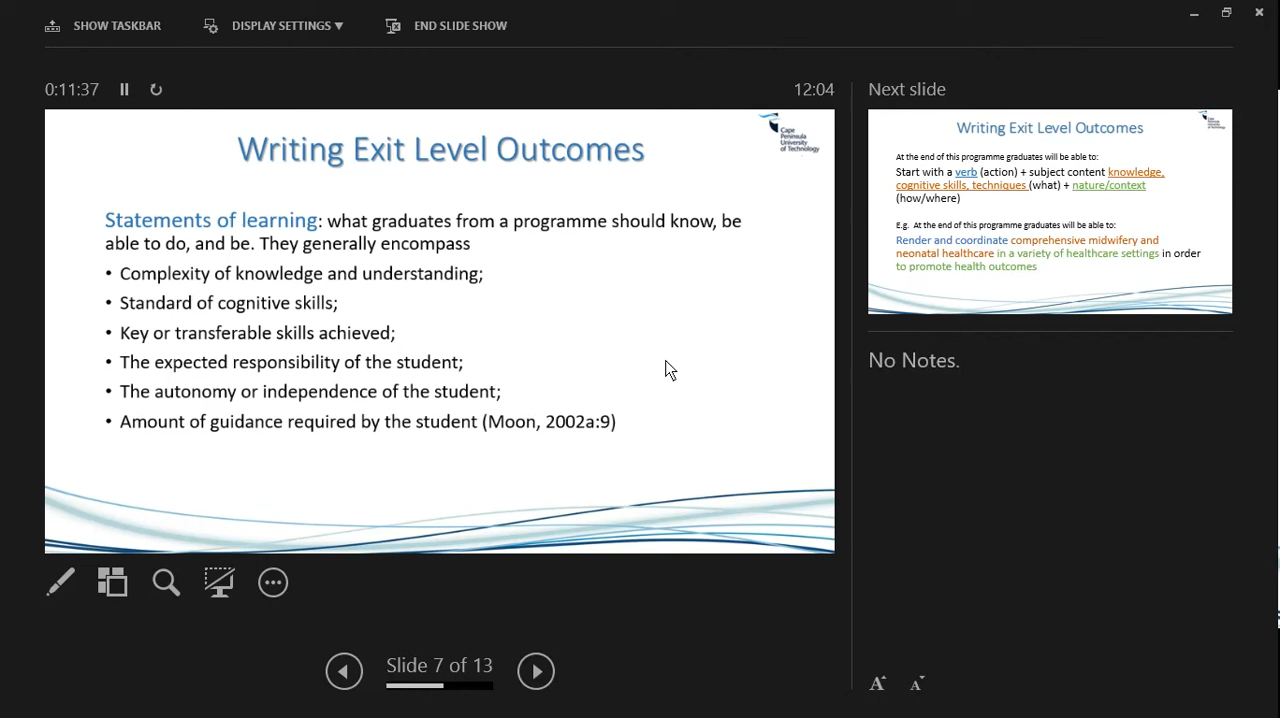 SHOW TASKBAR
DISPLAY SETTINGS ▼
END SLIDE SHOW
0:11:37
12:04
Cape
Peninsula
University
of Technology
Writing Exit Level Outcomes
Statements of learning: what graduates from a programme should know, be
able to do, and be. They generally encompass
• Complexity of knowledge and understanding;
• Standard of cognitive skills;
• Key or transferable skills achieved;
• The expected responsibility of the student;
• The autonomy or independence of the student;
• Amount of guidance required by the student (Moon, 2002a:9)
Slide 7 of 13
Next slide
Writing Exit Level Outcomes
At the end of this programme graduates will be able to:
Start with a verb (action) + subject content knowledge,
cognitive skills, techniques (what) + nature/context
(how/where)
E.g. At the end of this programme graduates will be able to:
Render and coordinate comprehensive midwifery and
neonatal healthcare in a variety of healthcare settings in order
to promote health outcomes
No Notes.
A
A